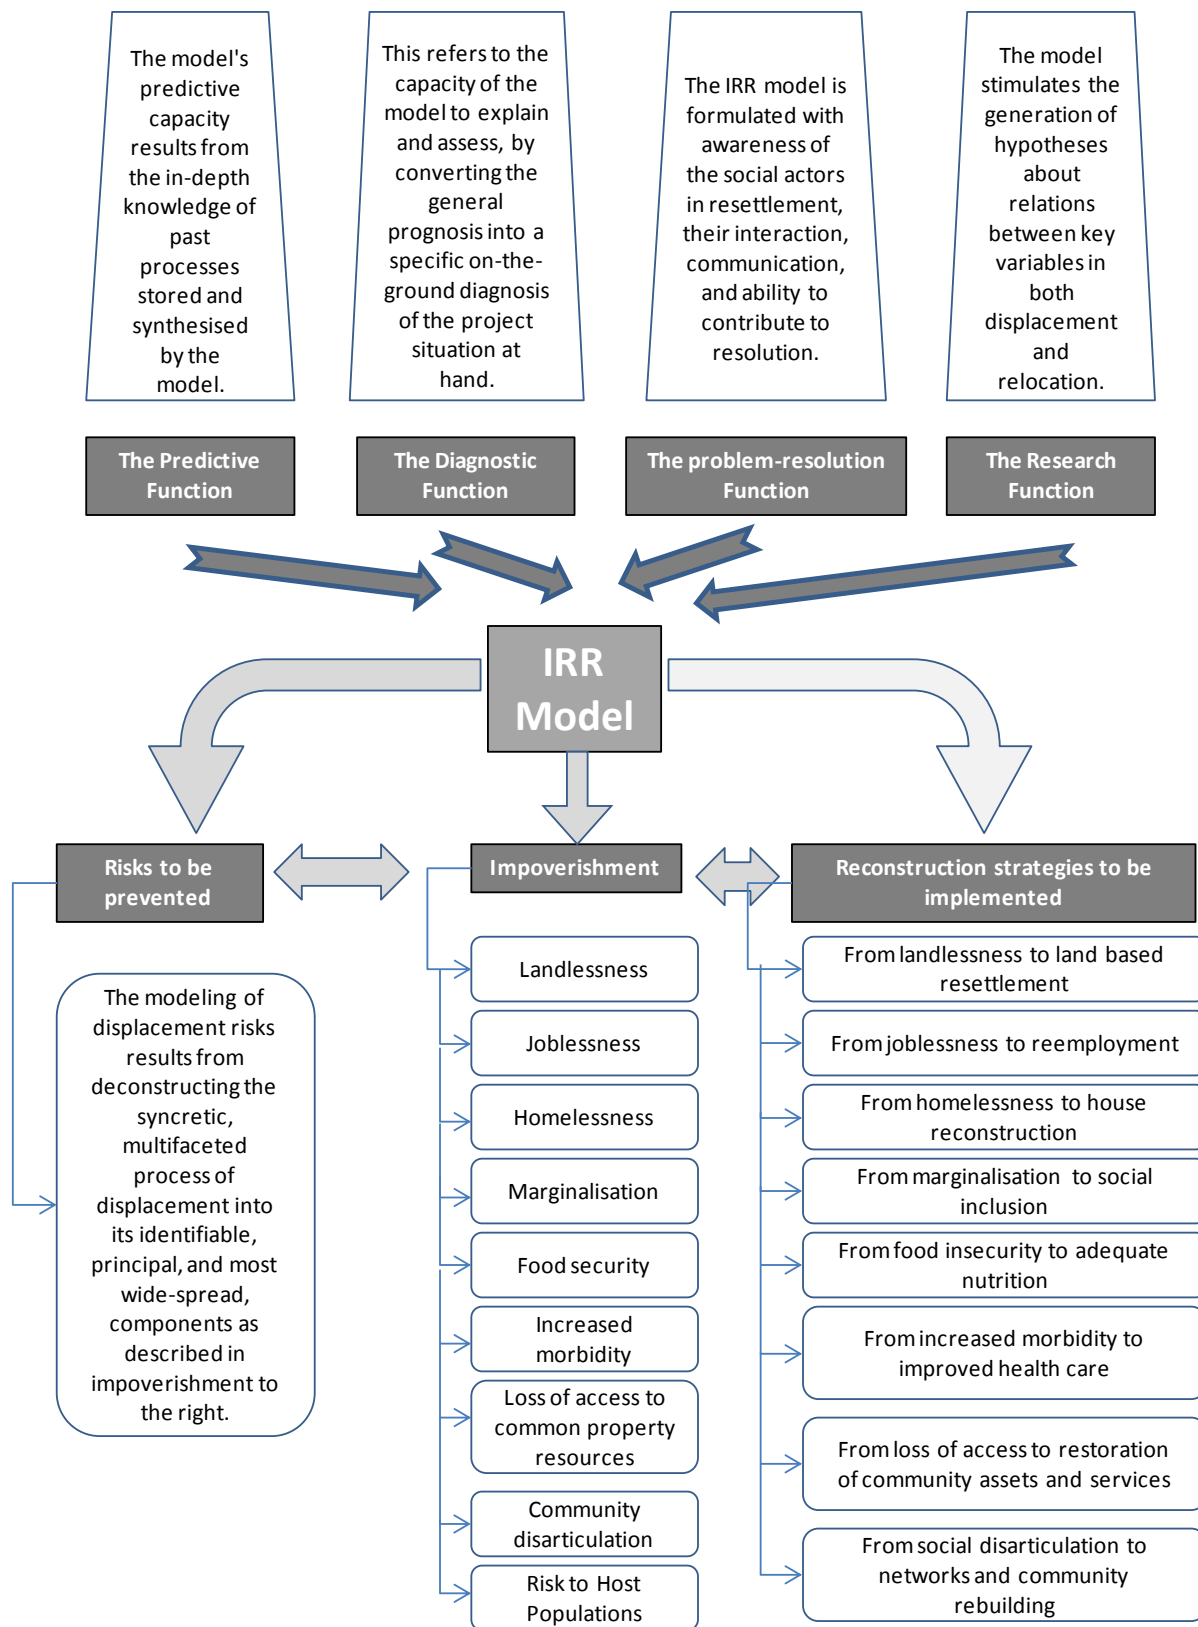 The model's
predictive
capacity
results from
the in-depth
knowledge of
past
processes
stored and
synthesised
by the
model.
This refers to the
capacity of the
model to explain
and assess, by
converting the
general
prognosis into a
specific on-the-
ground diagnosis
of the project
situation at
hand.
The IRR model is
formulated with
awareness of
the social actors
in resettlement,
their interaction,
communication,
and ability to
contribute to
resolution.
The model
stimulates the
generation of
hypotheses
about
relations
between key
variables in
both
displacement
and
relocation.
The Predictive
Function
The Diagnostic
Function
The problem-resolution
Function
The Research
Function
IRR
Model
Risks to be
prevented
Impoverishment
Reconstruction strategies to be
implemented
The modeling of
displacement risks
results from
deconstructing the
syncretic,
multifaceted
process of
displacement into
its identifiable,
principal, and most
wide-spread,
components as
described in
impoverishment to
the right.
Landlessness
Joblessness
Homelessness
Marginalisation
Food security
Increased
morbidity
Loss of access to
common property
resources
Community
disarticulation
Risk to Host
Populations
From landlessness to land based
resettlement
From joblessness to reemployment
From homelessness to house
reconstruction
From marginalisation to social
inclusion
From food insecurity to adequate
nutrition
From increased morbidity to
improved health care
From loss of access to restoration
of community assets and services
From social disarticulation to
networks and community
rebuilding